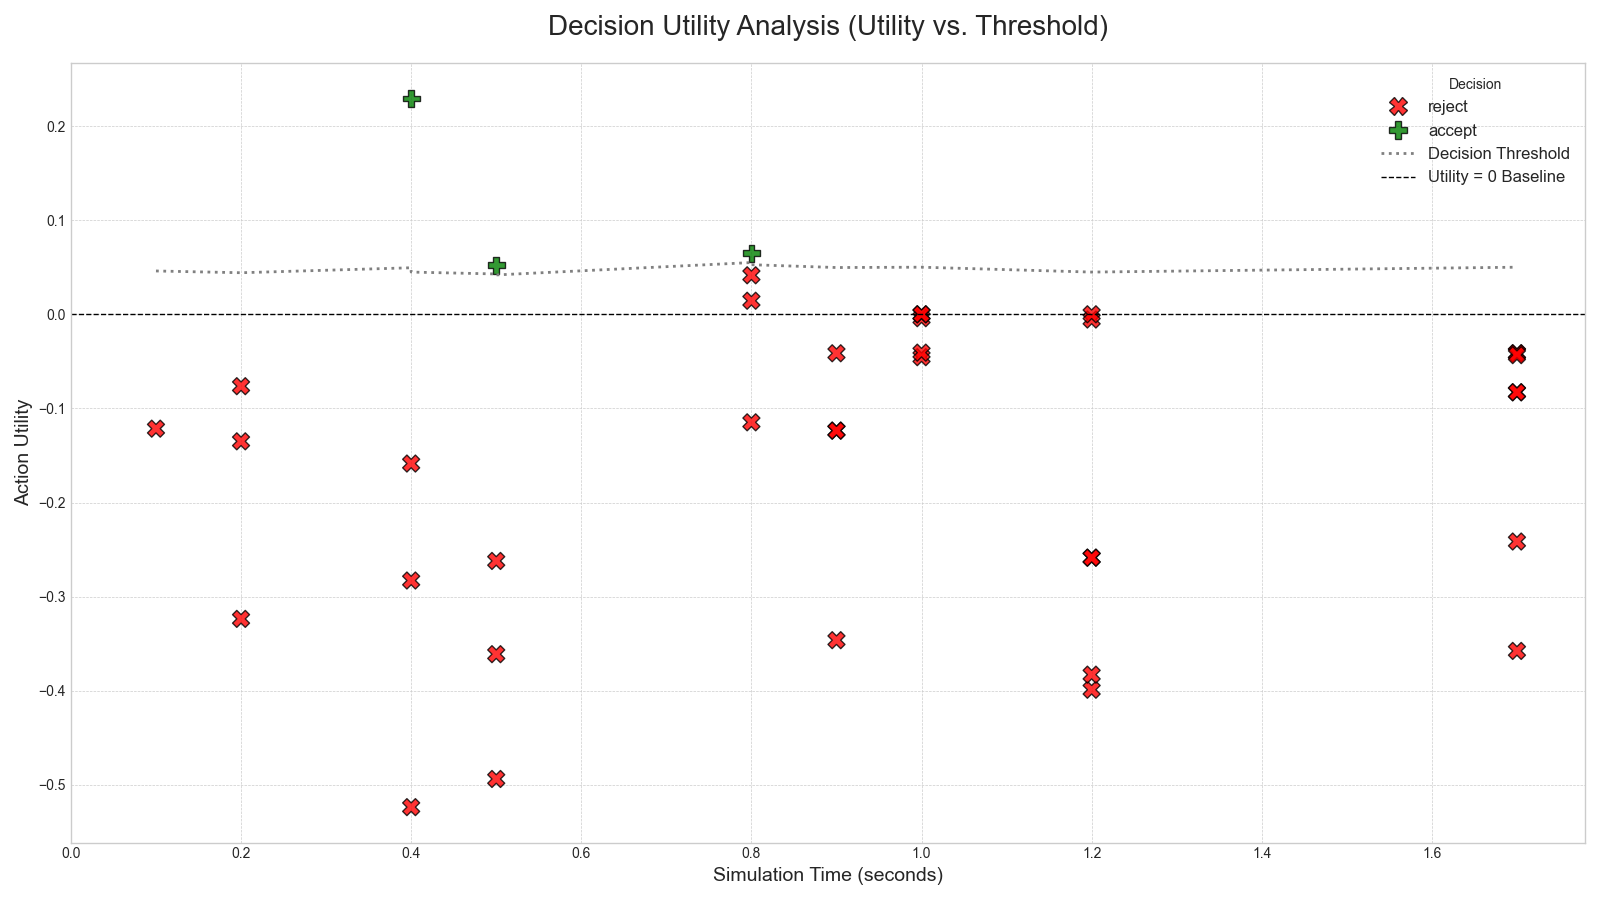 Decision Utility Analysis (Utility vs. Threshold)
Decision
reject
accept
Decision Threshold
Utility = 0 Baseline
Action Utility
0.2
0.1
0.0
−0.1
−0.2
−0.3
−0.4
−0.5
0.0 0.2 0.4 0.6 0.8 1.0 1.2 1.4 1.6
Simulation Time (seconds)